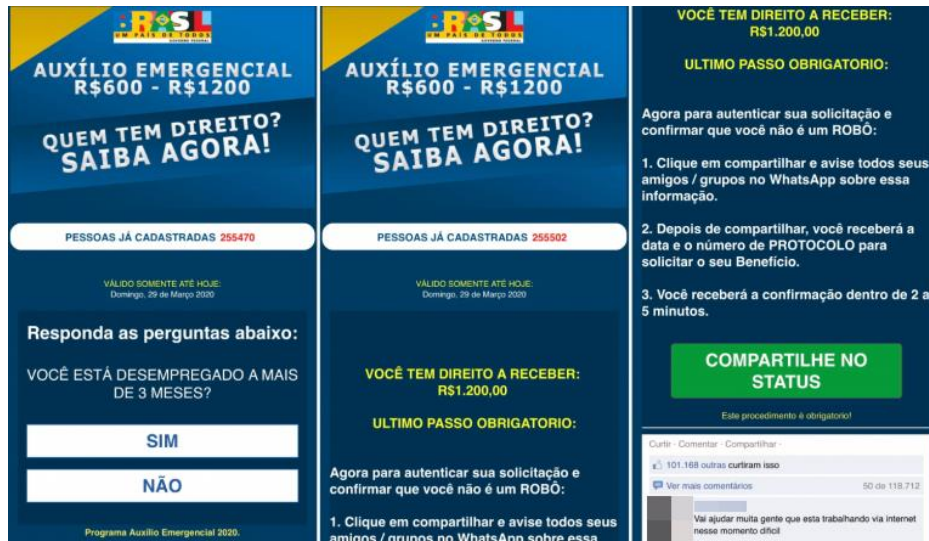 BRASIL
UM PAÍS DE TODOS
GOVERNO FEDERAL
AUXÍLIO EMERGENCIAL
R$600 - R$1200
QUEM TEM DIREITO?
SAIBA AGORA!
PESSOAS JÁ CADASTRADAS 255470
VÁLIDO SOMENTE ATÉ HOJE:
Domingo, 29 de Março 2020
Responda as perguntas abaixo:
VOCÊ ESTÁ DESEMPREGADO A MAIS
DE 3 MESES?
SIM
NÃO
Programa Auxílio Emergencial 2020.
BRASIL
UM PAÍS DE TODOS
GOVERNO FEDERAL
AUXÍLIO EMERGENCIAL
R$600 - R$1200
QUEM TEM DIREITO?
SAIBA AGORA!
PESSOAS JÁ CADASTRADAS 255502
VÁLIDO SOMENTE ATÉ HOJE:
Domingo, 29 de Março 2020
VOCÊ TEM DIREITO A RECEBER:
R$1.200,00
ULTIMO PASSO OBRIGATORIO:
Agora para autenticar sua solicitação e
confirmar que você não é um ROBÔ:
1. Clique em compartilhar e avise todos seus
amigos / grupos no WhatsApp sobre essa
VOCÊ TEM DIREITO A RECEBER:
R$1.200,00
ULTIMO PASSO OBRIGATORIO:
Agora para autenticar sua solicitação e
confirmar que você não é um ROBÔ:
1. Clique em compartilhar e avise todos seus
amigos / grupos no WhatsApp sobre essa
informação.
2. Depois de compartilhar, você receberá a
data e o número de PROTOCOLO para
solicitar o seu Benefício.
3. Você receberá a confirmação dentro de 2 a
5 minutos.
COMPARTILHE NO
STATUS
Este procedimento é obrigatorio!
Curtir · Comentar · Compartilhar ·
101.168 outras curtiram isso
Ver mais comentários 50 de 118.712
Vai ajudar muita gente que esta trabalhando via internet
nesse momento dificil